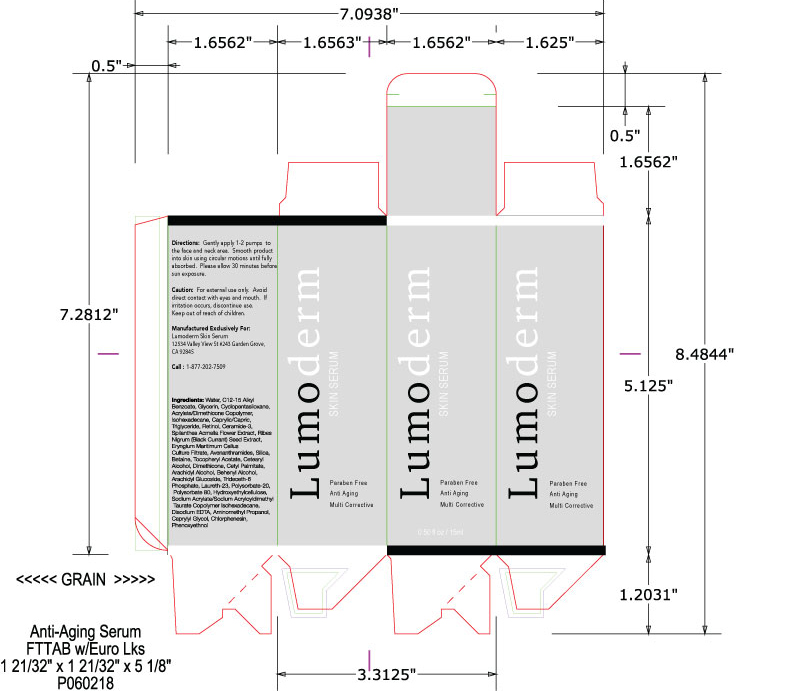 7.0938"
1.6562"
1.6563"
1.6562"
1.625"
0.5"
0.5"
1.6562"
7.2812"
8.4844"
5.125"
1.2031"
3.3125"
Directions: Gently apply 1-2 pumps to
the face and neck area. Smooth product
into skin using circular motions until fully
absorbed. Please allow 30 minutes before
sun exposure.
Caution: For external use only. Avoid
direct contact with eyes and mouth. If
irritation occurs, discontinue use.
Keep out of reach of children.
Manufactured Exclusively For:
Lumoderm Skin Serum
12534 Valley View St #243 Garden Grove,
CA 92845
Call : 1-877-202-7509
Ingredients: Water, C12-15 Alkyl
Benzoate, Glycerin, Cyclopentasiloxane,
Acrylate/Dimethicone Copolymer,
Isohexadecane, Caprylic/Capric,
Triglyceride, Retinol, Ceramide-3,
Spilanthes Acmella Flower Extract, Ribes
Nigrum (Black Currant) Seed Extract,
Eryngium Maritimum Callus
Culture Filtrate, Avenanthramides, Silica,
Betaine, Tocopheryl Acetate, Cetearyl
Alcohol, Dimethicone, Cetyl Palmitate,
Arachidyl Alcohol, Behenyl Alcohol,
Arachidyl Glucoside, Trideceth-6
Phosphate, Laureth-23, Polysorbate-20,
Polysorbate 80, Hydroxyethylcellulose,
Sodium Acrylate/Sodium Acryloyldimethyl
Taurate Copolymer Isohexadecane,
Disodium EDTA, Aminomethyl Propanol,
Caprylyl Glycol, Chlorphenesin,
Phenoxyethnol
Lumoderm
SKIN SERUM
Paraben Free
Anti Aging
Multi Corrective
Lumoderm
SKIN SERUM
Paraben Free
Anti Aging
Multi Corrective
0.50 fl oz / 15ml
Lumoderm
SKIN SERUM
Paraben Free
Anti Aging
Multi Corrective
<<<<< GRAIN >>>>>
Anti-Aging Serum
FTTAB w/Euro Lks
1 21/32" x 1 21/32" x 5 1/8"
P060218